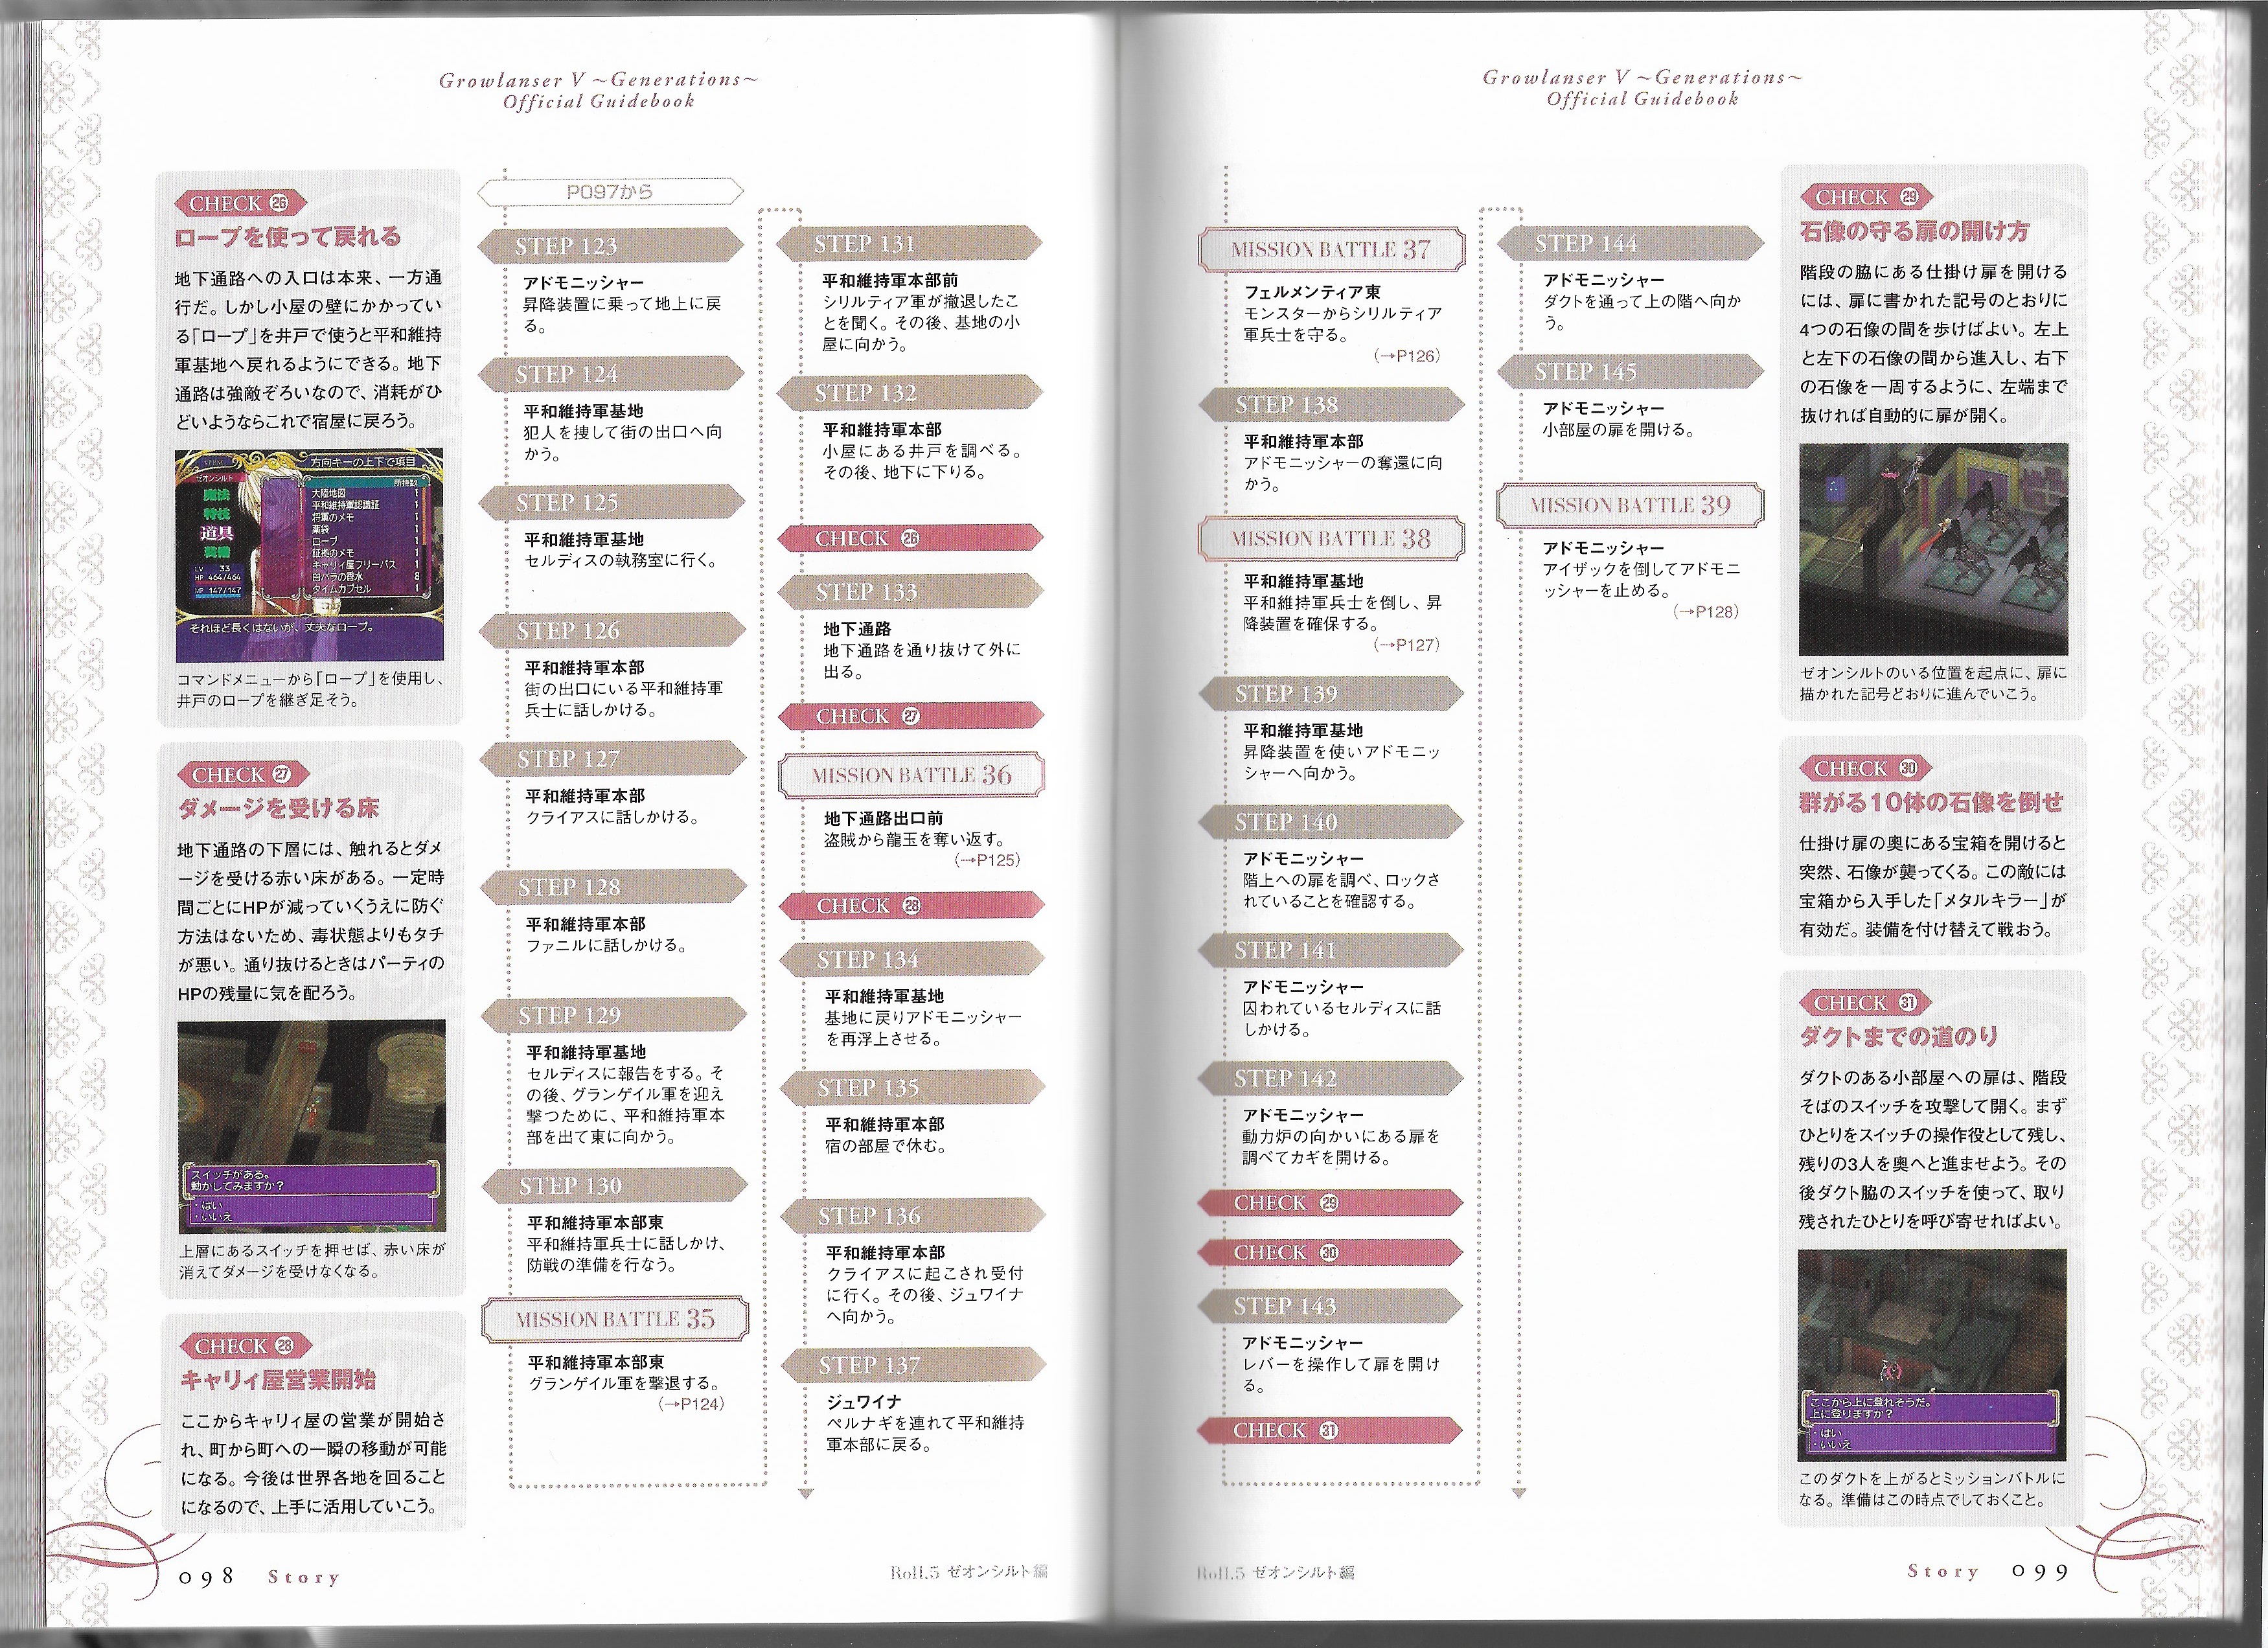 Growlanser V ～Generations～
Official Guidebook
CHECK 26
ロープを使って戻れる
地下通路への入口は本来、一方通
行だ。しかし小屋の壁にかかってい
る「ロープ」を井戸で使うと平和維持
軍基地へ戻れるようにできる。地下
通路は強敵ぞろいなので、消耗がひ
どいようならこれで宿屋に戻ろう。
方向キーの上下で項目
ゼオンシルト
所持数
魔法
特技
道具
装備
大陸地図 1
平和維持軍認識証 1
将軍のメモ 1
薬袋 1
ロープ 1
証拠のメモ 1
キャリィ屋フリーパス 1
白バラの香水 8
タイムカプセル 1
LV 33
HP 464/464
MP 147/147
それほど長くはないが、丈夫なロープ。
コマンドメニューから「ロープ」を使用し、
井戸のロープを継ぎ足そう。
CHECK 27
ダメージを受ける床
地下通路の下層には、触れるとダメ
ージを受ける赤い床がある。一定時
間ごとにHPが減っていくうえに防ぐ
方法はないため、毒状態よりもタチ
が悪い。通り抜けるときはパーティの
HPの残量に気を配ろう。
スイッチがある。
動かしてみますか？
・はい
・いいえ
上層にあるスイッチを押せば、赤い床が
消えてダメージを受けなくなる。
CHECK 28
キャリィ屋営業開始
ここからキャリィ屋の営業が開始さ
れ、町から町への一瞬の移動が可能
になる。今後は世界各地を回ること
になるので、上手に活用していこう。
P097から
STEP 123
アドモニッシャー
昇降装置に乗って地上に戻
る。
STEP 124
平和維持軍基地
犯人を捜して街の出口へ向
かう。
STEP 125
平和維持軍基地
セルディスの執務室に行く。
STEP 126
平和維持軍本部
街の出口にいる平和維持軍
兵士に話しかける。
STEP 127
平和維持軍本部
クライアスに話しかける。
STEP 128
平和維持軍本部
ファニルに話しかける。
STEP 129
平和維持軍基地
セルディスに報告をする。そ
の後、グランゲイル軍を迎え
撃つために、平和維持軍本
部を出て東に向かう。
STEP 130
平和維持軍本部東
平和維持軍兵士に話しかけ、
防戦の準備を行なう。
MISSION BATTLE 35
平和維持軍本部東
グランゲイル軍を撃退する。
(→P124)
STEP 131
平和維持軍本部前
シリルティア軍が撤退したこ
とを聞く。その後、基地の小
屋に向かう。
STEP 132
平和維持軍本部
小屋にある井戸を調べる。
その後、地下に下りる。
CHECK 26
STEP 133
地下通路
地下通路を通り抜けて外に
出る。
CHECK 27
MISSION BATTLE 36
地下通路出口前
盗賊から龍玉を奪い返す。
(→P125)
CHECK 28
STEP 134
平和維持軍基地
基地に戻りアドモニッシャー
を再浮上させる。
STEP 135
平和維持軍本部
宿の部屋で休む。
STEP 136
平和維持軍本部
クライアスに起こされ受付
に行く。その後、ジュワイナ
へ向かう。
STEP 137
ジュワイナ
ペルナギを連れて平和維持
軍本部に戻る。
098 Story
Roll.5 ゼオンシルト編
Growlanser V ～Generations～
Official Guidebook
MISSION BATTLE 37
フェルメンティア東
モンスターからシリルティア
軍兵士を守る。
(→P126)
STEP 138
平和維持軍本部
アドモニッシャーの奪還に向
かう。
MISSION BATTLE 38
平和維持軍基地
平和維持軍兵士を倒し、昇
降装置を確保する。
(→P127)
STEP 139
平和維持軍基地
昇降装置を使いアドモニッ
シャーへ向かう。
STEP 140
アドモニッシャー
階上への扉を調べ、ロックさ
れていることを確認する。
STEP 141
アドモニッシャー
囚われているセルディスに話
しかける。
STEP 142
アドモニッシャー
動力炉の向かいにある扉を
調べてカギを開ける。
CHECK 29
CHECK 30
STEP 143
アドモニッシャー
レバーを操作して扉を開け
る。
CHECK 31
STEP 144
アドモニッシャー
ダクトを通って上の階へ向か
う。
STEP 145
アドモニッシャー
小部屋の扉を開ける。
MISSION BATTLE 39
アドモニッシャー
アイザックを倒してアドモニ
ッシャーを止める。
(→P128)
CHECK 29
石像の守る扉の開け方
階段の脇にある仕掛け扉を開ける
には、扉に書かれた記号のとおりに
4つの石像の間を歩けばよい。左上
と左下の石像の間から進入し、右下
の石像を一周するように、左端まで
抜ければ自動的に扉が開く。
ゼオンシルトのいる位置を起点に、扉に
描かれた記号どおりに進んでいこう。
CHECK 30
群がる10体の石像を倒せ
仕掛け扉の奥にある宝箱を開けると
突然、石像が襲ってくる。この敵には
宝箱から入手した「メタルキラー」が
有効だ。装備を付け替えて戦おう。
CHECK 31
ダクトまでの道のり
ダクトのある小部屋への扉は、階段
そばのスイッチを攻撃して開く。まず
ひとりをスイッチの操作役として残し、
残りの3人を奥へと進ませよう。その
後ダクト脇のスイッチを使って、取り
残されたひとりを呼び寄せればよい。
ここから上に登れそうだ。
上に登りますか？
・はい
・いいえ
このダクトを上がるとミッションバトルに
なる。準備はこの時点でしておくこと。
Roll.5 ゼオンシルト編
Story 099